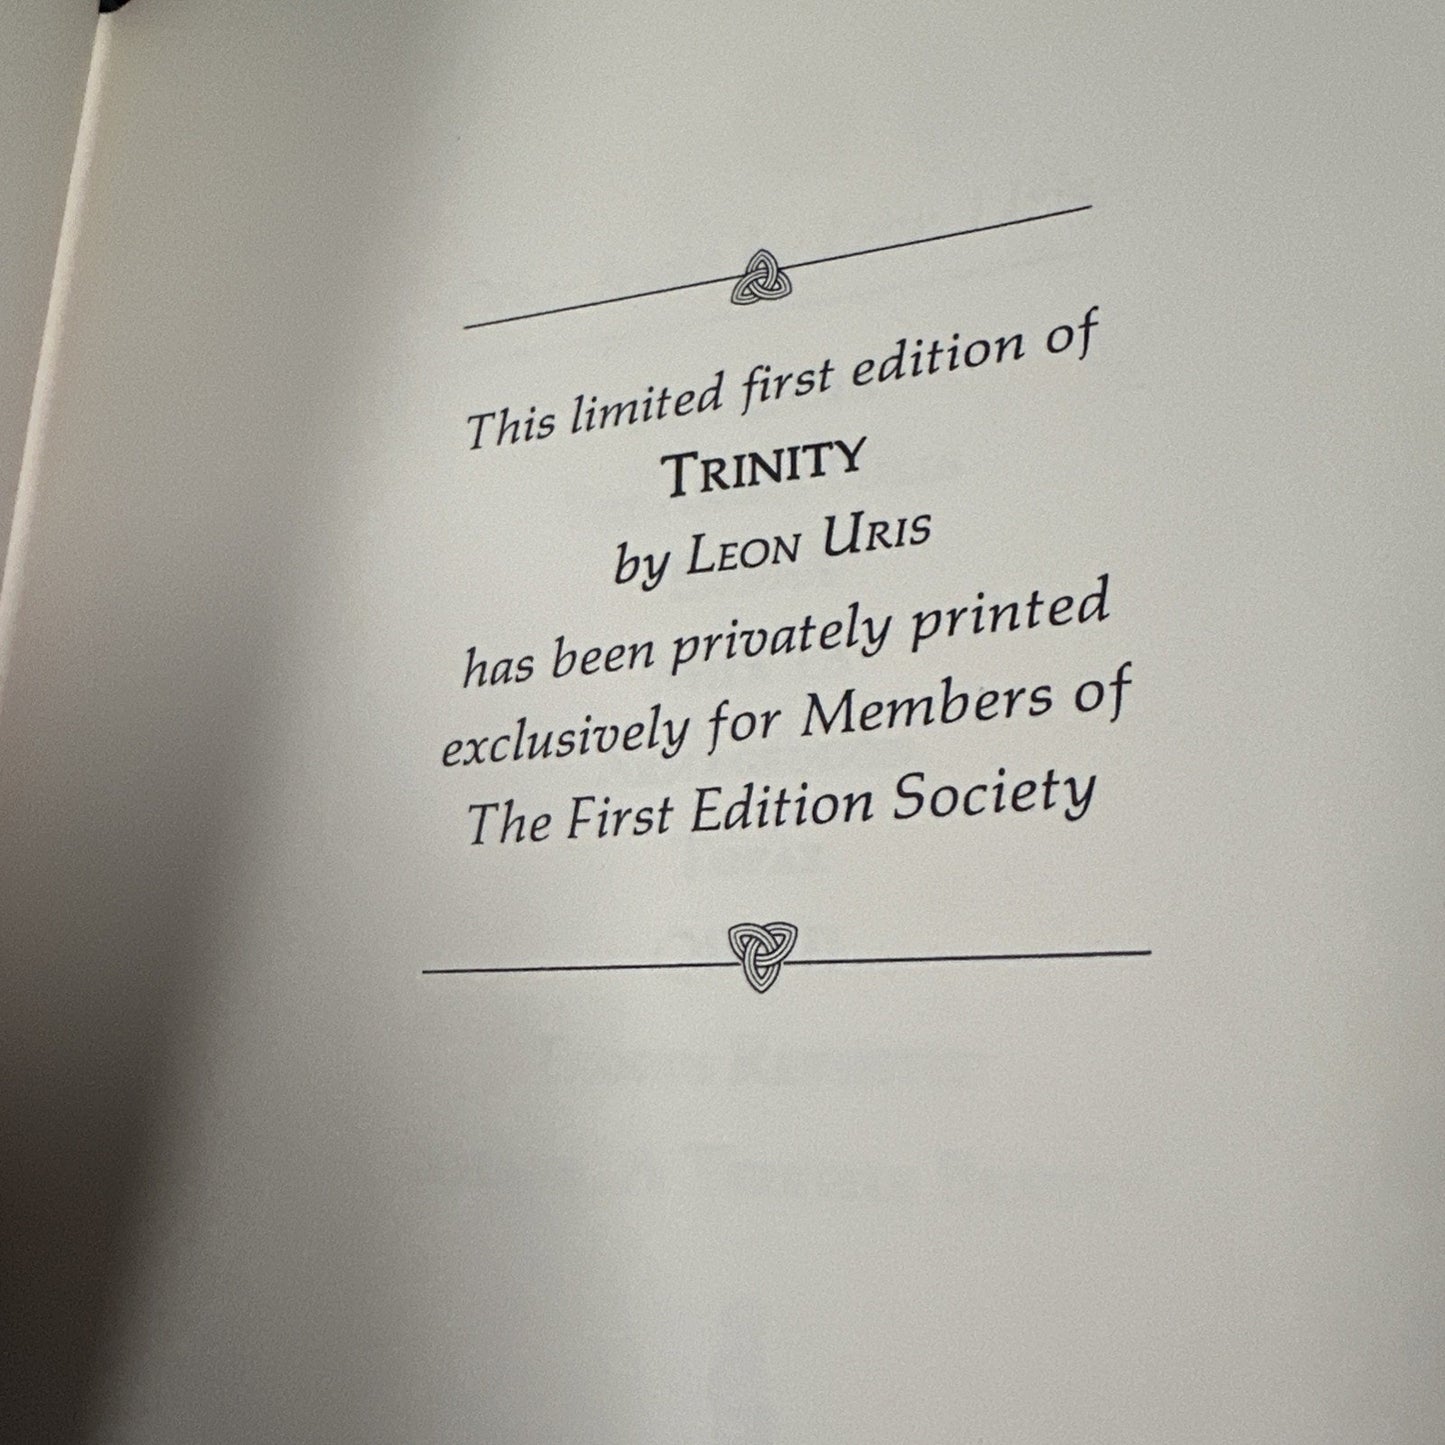 This limited first edition of
TRINITY
by LEON URIS
has been privately printed
exclusively for Members of
The First Edition Society